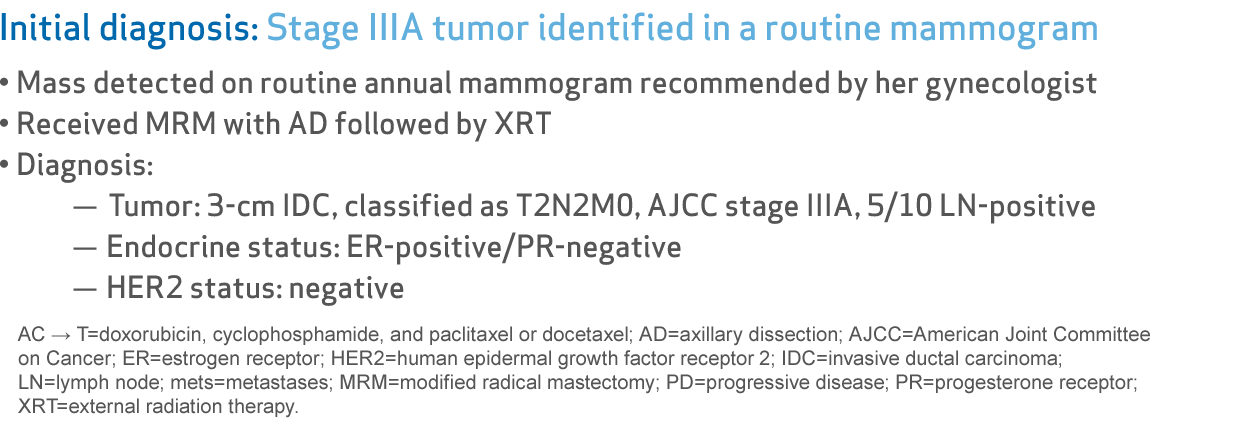 Initial diagnosis: Stage IIIA tumor identified in a routine mammogram
• Mass detected on routine annual mammogram recommended by her gynecologist
• Received MRM with AD followed by XRT
• Diagnosis:
— Tumor: 3-cm IDC, classified as T2N2M0, AJCC stage IIIA, 5/10 LN-positive
— Endocrine status: ER-positive/PR-negative
— HER2 status: negative
AC → T=doxorubicin, cyclophosphamide, and paclitaxel or docetaxel; AD=axillary dissection; AJCC=American Joint Committee
on Cancer; ER=estrogen receptor; HER2=human epidermal growth factor receptor 2; IDC=invasive ductal carcinoma;
LN=lymph node; mets=metastases; MRM=modified radical mastectomy; PD=progressive disease; PR=progesterone receptor;
XRT=external radiation therapy.